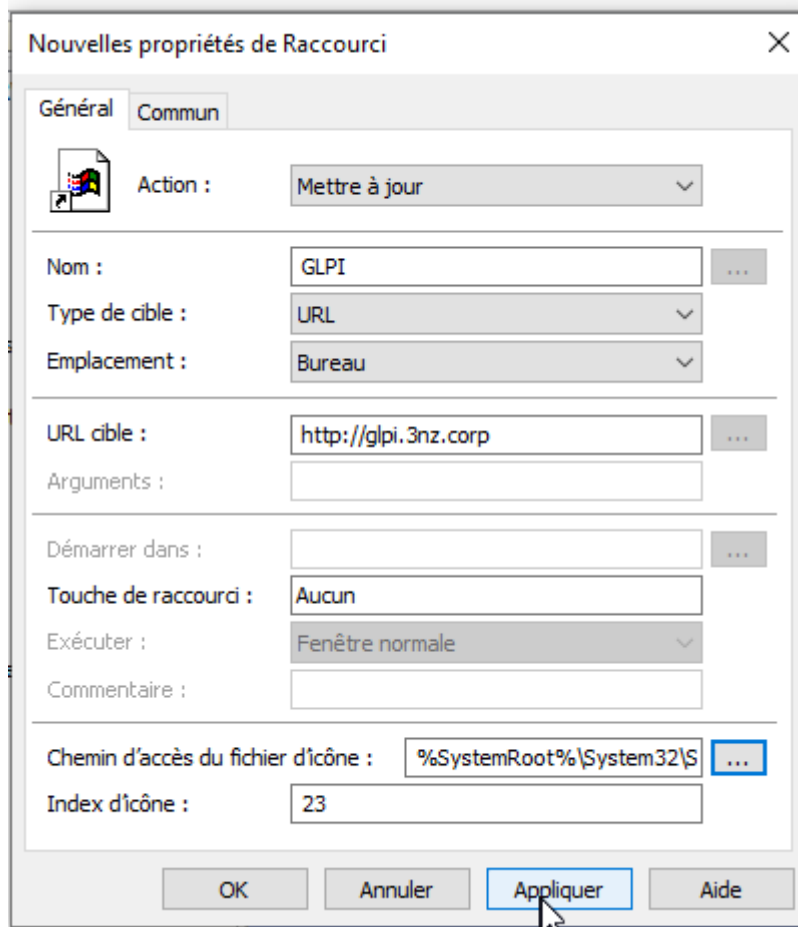 Nouvelles propriétés de Raccourci
Général Commun
Action : Mettre à jour
Nom : GLPI ...
Type de cible : URL
Emplacement : Bureau
URL cible : http://glpi.3nz.corp ...
Arguments :
Démarrer dans : ...
Touche de raccourci : Aucun
Exécuter : Fenêtre normale
Commentaire :
Chemin d'accès du fichier d'icône : %SystemRoot%\System32\S ...
Index d'icône : 23
OK Annuler Appliquer Aide